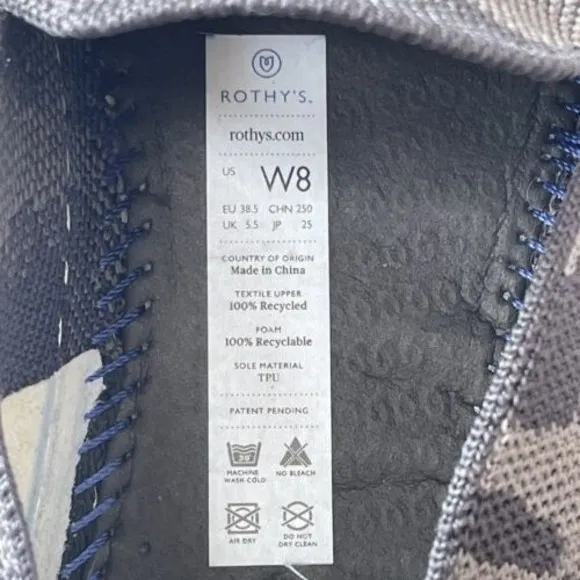 ROTHY'S™
rothys.com
US W8
EU 38.5 CHN 250
UK 5.5 JP 25
COUNTRY OF ORIGIN
Made in China
TEXTILE UPPER
100% Recycled
FOAM
100% Recyclable
SOLE MATERIAL
TPU
PATENT PENDING
30°
MACHINE WASH COLD
NO BLEACH
AIR DRY
DO NOT DRY CLEAN